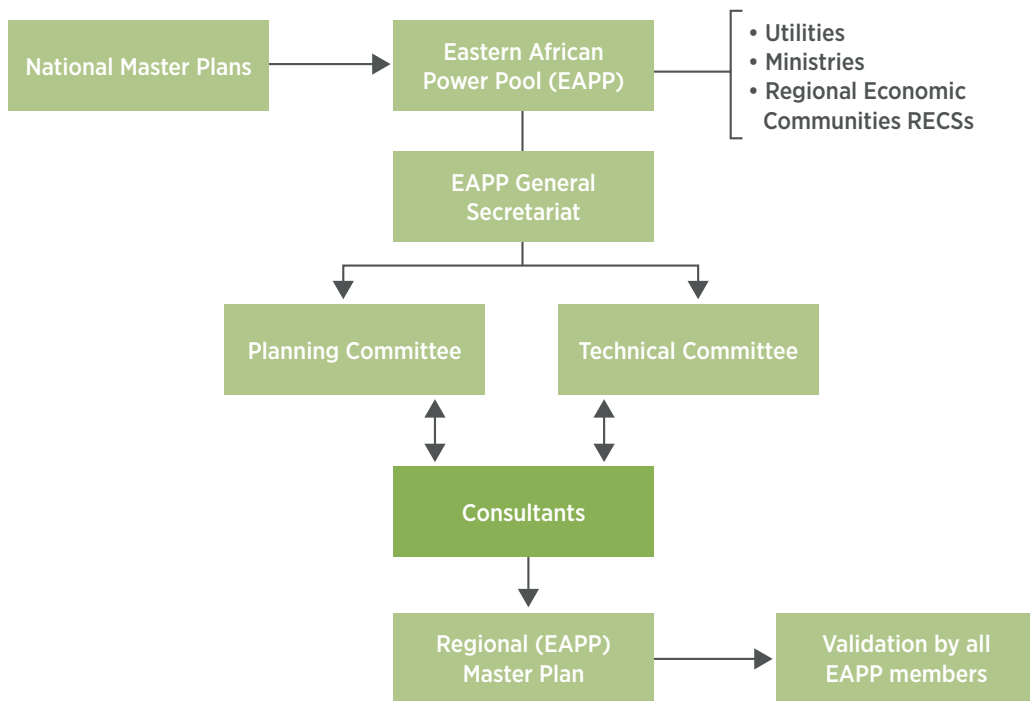 National Master Plans
Eastern African
Power Pool (EAPP)
• Utilities
• Ministries
• Regional Economic
Communities RECSs
EAPP General
Secretariat
Planning Committee
Technical Committee
Consultants
Regional (EAPP)
Master Plan
Validation by all
EAPP members